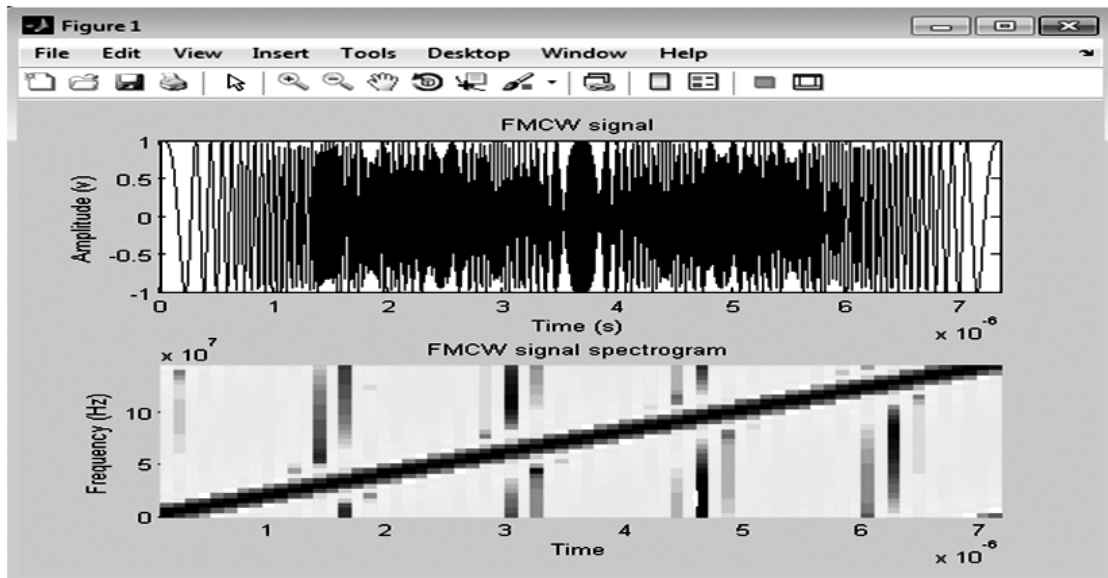 Figure 1
File Edit View Insert Tools Desktop Window Help
FMCW signal
Amplitude (v)
1
0.5
0
-0.5
-1
0 1 2 3 4 5 6 7
Time (s)
x 10⁻⁶
FMCW signal spectrogram
x 10⁷
Frequency (Hz)
10
5
0
1 2 3 4 5 6 7
Time
x 10⁻⁶